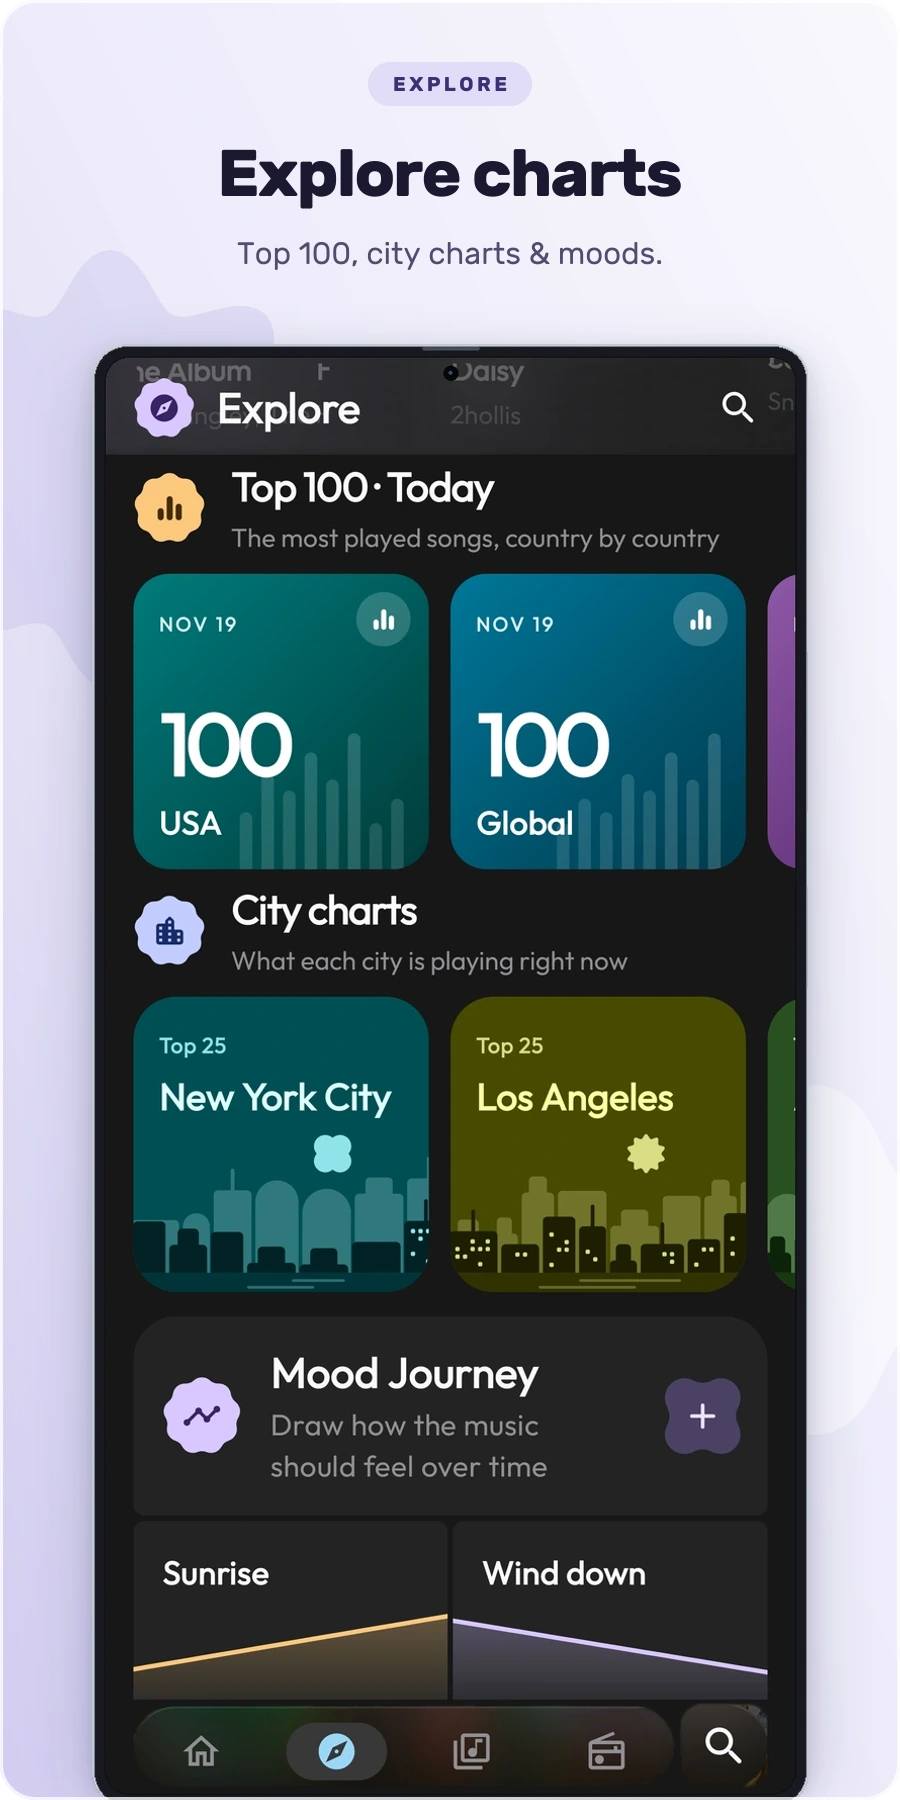 EXPLORE
Explore charts
Top 100, city charts & moods.
ne Album F Daisy
2hollis Sn
Explore
Top 100 · Today
The most played songs, country by country
NOV 19
100
USA
NOV 19
100
Global
City charts
What each city is playing right now
Top 25
New York City
Top 25
Los Angeles
Mood Journey
Draw how the music
should feel over time
Sunrise
Wind down